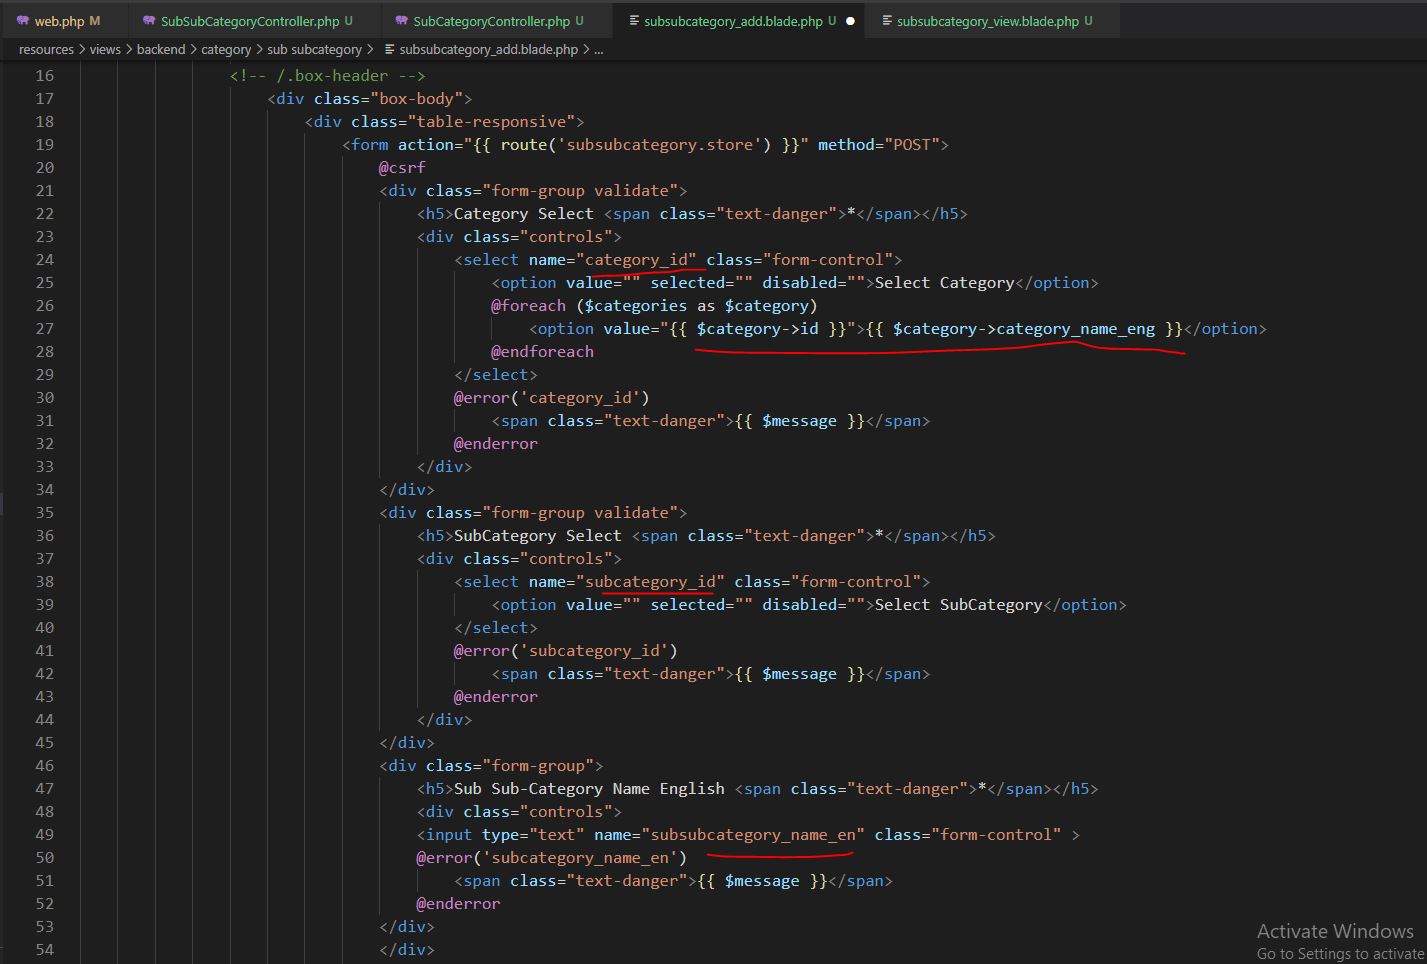 web.php M SubSubCategoryController.php U SubCategoryController.php U subsubcategory_add.blade.php U subsubcategory_view.blade.php U
resources > views > backend > category > sub subcategory > subsubcategory_add.blade.php > ...
16 <!-- /.box-header -->
17 <div class="box-body">
18 <div class="table-responsive">
19 <form action="{{ route('subsubcategory.store') }}" method="POST">
20 @csrf
21 <div class="form-group validate">
22 <h5>Category Select <span class="text-danger">*</span></h5>
23 <div class="controls">
24 <select name="category_id" class="form-control">
25 <option value="" selected="" disabled="">Select Category</option>
26 @foreach ($categories as $category)
27 <option value="{{ $category->id }}">{{ $category->category_name_eng }}</option>
28 @endforeach
29 </select>
30 @error('category_id')
31 <span class="text-danger">{{ $message }}</span>
32 @enderror
33 </div>
34 </div>
35 <div class="form-group validate">
36 <h5>SubCategory Select <span class="text-danger">*</span></h5>
37 <div class="controls">
38 <select name="subcategory_id" class="form-control">
39 <option value="" selected="" disabled="">Select SubCategory</option>
40 </select>
41 @error('subcategory_id')
42 <span class="text-danger">{{ $message }}</span>
43 @enderror
44 </div>
45 </div>
46 <div class="form-group">
47 <h5>Sub Sub-Category Name English <span class="text-danger">*</span></h5>
48 <div class="controls">
49 <input type="text" name="subsubcategory_name_en" class="form-control" >
50 @error('subcategory_name_en')
51 <span class="text-danger">{{ $message }}</span>
52 @enderror
53 </div>
54 </div>
Activate Windows
Go to Settings to activate